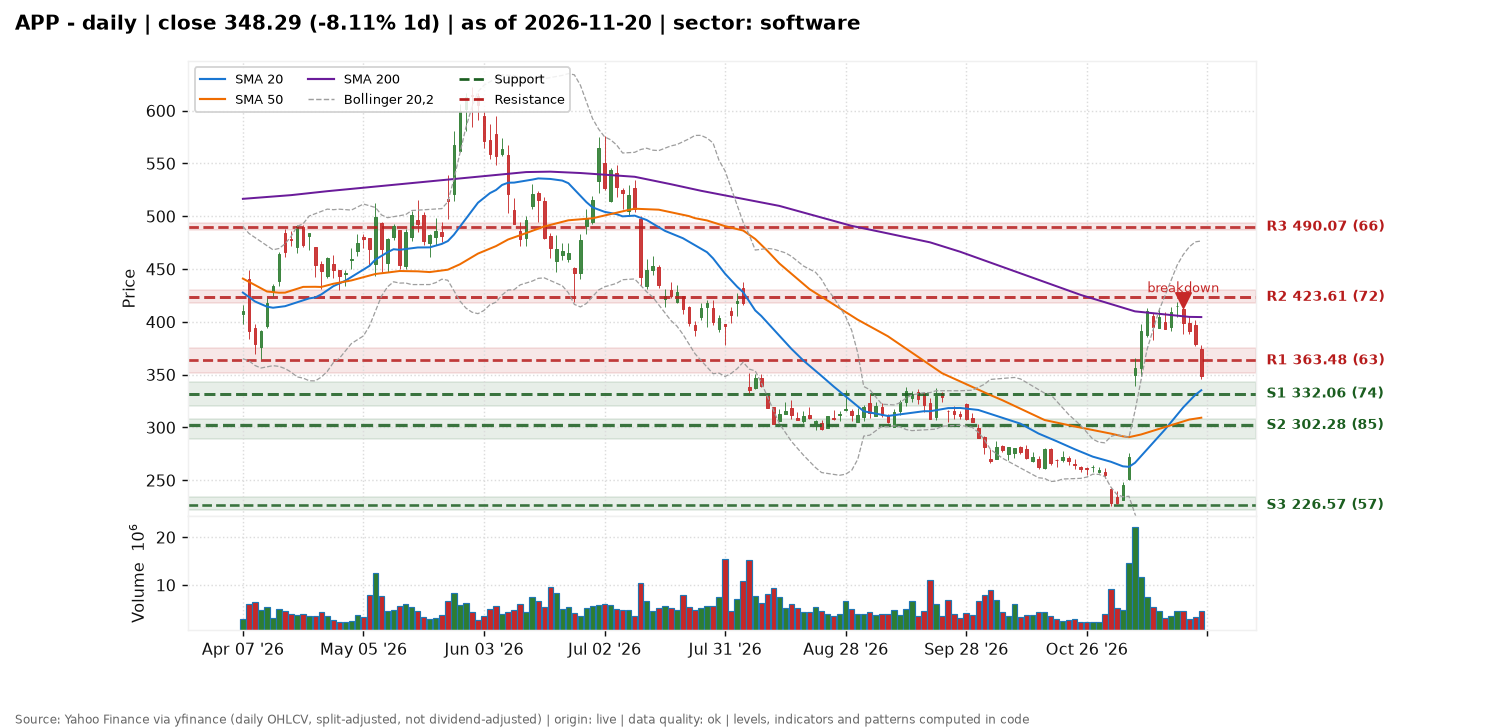 APP - daily | close 348.29 (-8.11% 1d) | as of 2026-11-20 | sector: software
SMA 20
SMA 50
SMA 200
Bollinger 20,2
Support
Resistance
Price
600
550
500
450
400
350
300
250
breakdown
R3 490.07 (66)
R2 423.61 (72)
R1 363.48 (63)
S1 332.06 (74)
S2 302.28 (85)
S3 226.57 (57)
Volume 10⁶
20
10
Apr 07 '26
May 05 '26
Jun 03 '26
Jul 02 '26
Jul 31 '26
Aug 28 '26
Sep 28 '26
Oct 26 '26
Source: Yahoo Finance via yfinance (daily OHLCV, split-adjusted, not dividend-adjusted) | origin: live | data quality: ok | levels, indicators and patterns computed in code